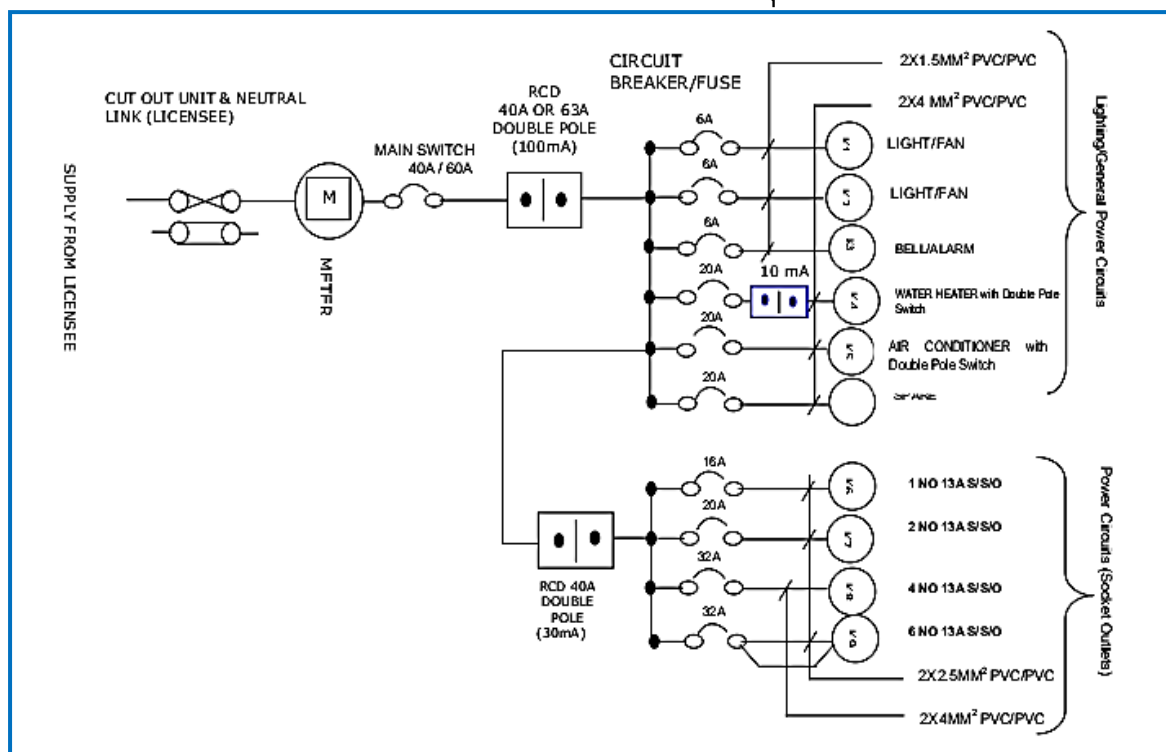 CUT OUT UNIT & NEUTRAL
LINK (LICENSEE)
SUPPLY FROM LICENSEE
M
MAIN SWITCH
40A / 60A
RCD
40A OR 63A
DOUBLE POLE
(100mA)
CIRCUIT
BREAKER/FUSE
2X1.5MM² PVC/PVC
2X4 MM² PVC/PVC
6A
LIGHT/FAN
6A
LIGHT/FAN
6A
BELL/ALARM
20A
10 mA
WATER HEATER with Double Pole
Switch
20A
AIR CONDITIONER with
Double Pole Switch
20A
SPARE
Lighting/General Power Circuits
RCD 40A
DOUBLE
POLE
(30mA)
16A
1 NO 13A S/S/O
20A
2 NO 13A S/S/O
32A
4 NO 13A S/S/O
32A
6 NO 13A S/S/O
2X2.5MM² PVC/PVC
2X4MM² PVC/PVC
Power Circuits (Socket Outlets)